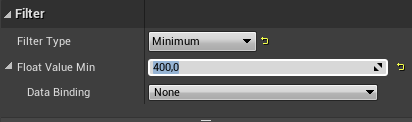 Filter
Filter Type Minimum
Float Value Min 400,0
Data Binding None